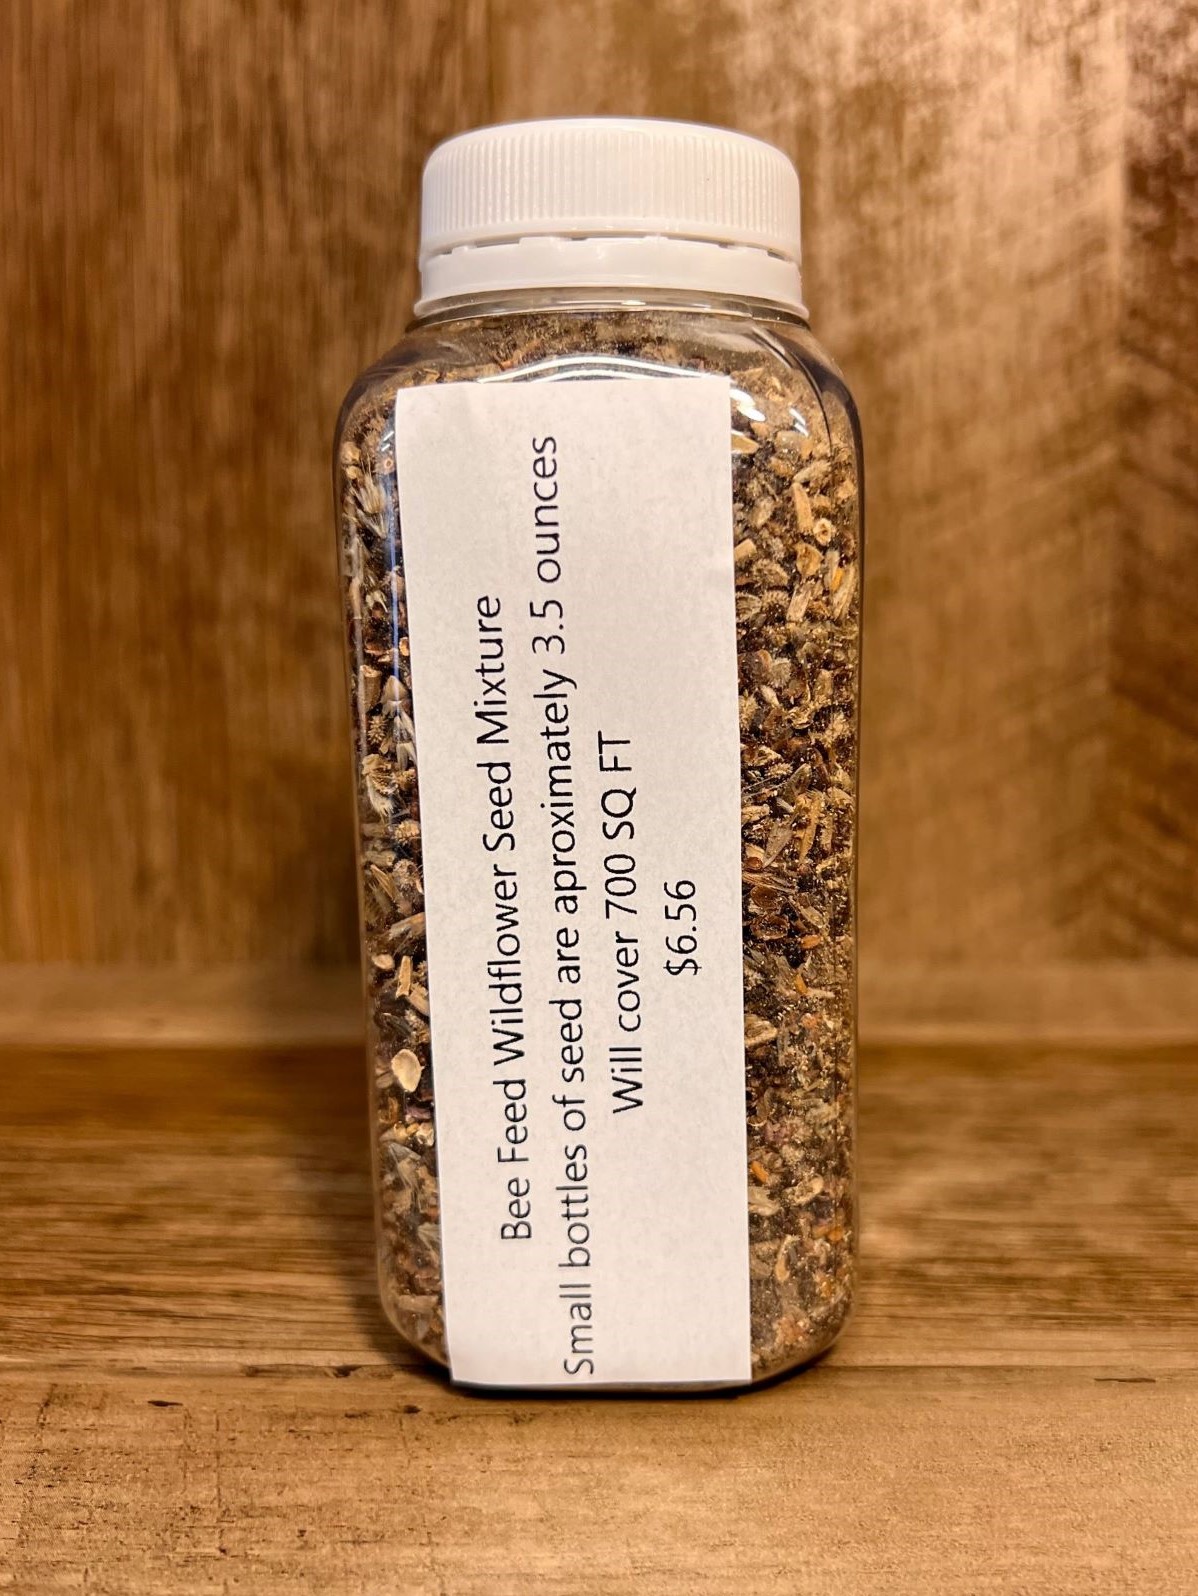 Bee Feed Wildflower Seed Mixture
Small bottles of seed are aproximately 3.5 ounces
Will cover 700 SQ FT
$6.56